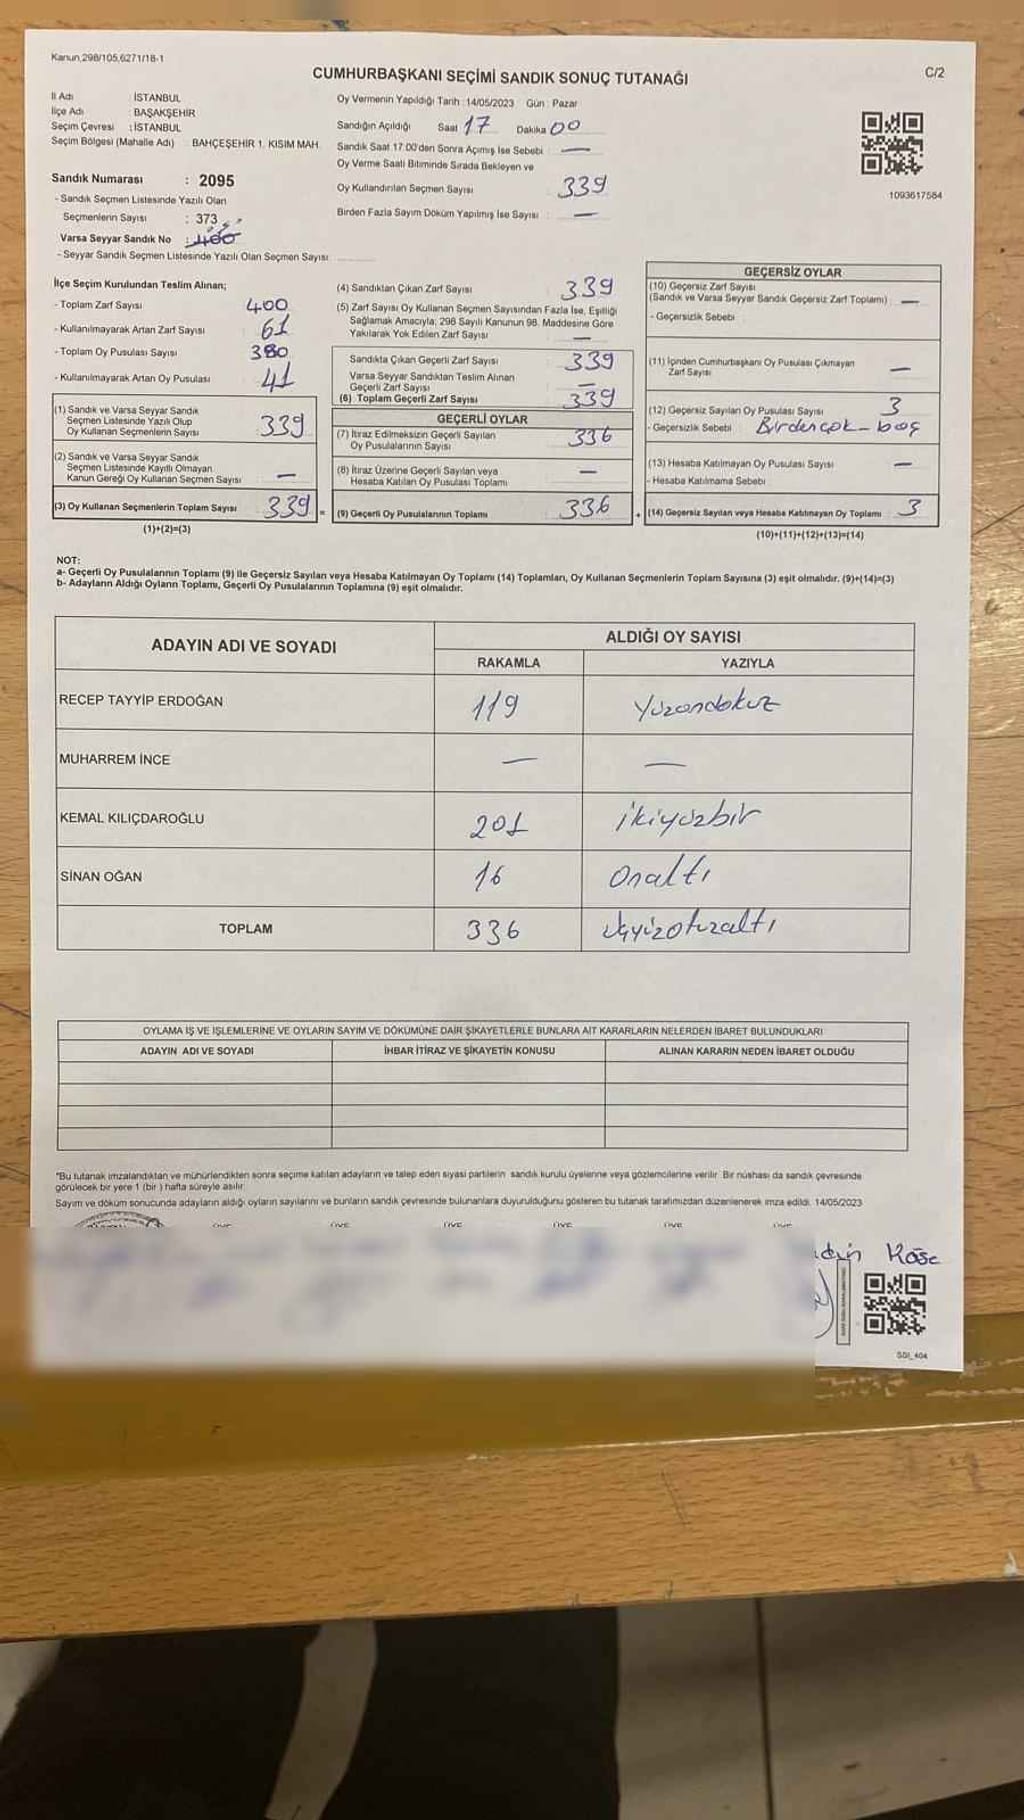 Kanun,298/105,6271/18-1
CUMHURBAŞKANI SEÇİMİ SANDIK SONUÇ TUTANAĞI
C/2
İl Adı İSTANBUL
İlçe Adı BAŞAKŞEHİR
Seçim Çevresi : İSTANBUL
Seçim Bölgesi (Mahalle Adı) BAHÇEŞEHİR 1. KISIM MAH.
Sandık Numarası : 2095
- Sandık Seçmen Listesinde Yazılı Olan
Seçmenlerin Sayısı : 373
Varsa Seyyar Sandık No : 400
- Seyyar Sandık Seçmen Listesinde Yazılı Olan Seçmen Sayısı
Oy Vermenin Yapıldığı Tarih : 14/05/2023 Gün : Pazar
Sandığın Açıldığı Saat 17 Dakika 00
Sandık Saat 17.00'den Sonra Açımış İse Sebebi : —
Oy Verme Saati Bitiminde Sırada Bekleyen ve
Oy Kullandırılan Seçmen Sayısı 339
Birden Fazla Sayım Döküm Yapılmış İse Sayısı : —
1093617584
İlçe Seçim Kurulundan Teslim Alınan;
- Toplam Zarf Sayısı 400
- Kullanılmayarak Artan Zarf Sayısı 61
- Toplam Oy Pusulası Sayısı 380
- Kullanılmayarak Artan Oy Pusulası 41
(1) Sandık ve Varsa Seyyar Sandık
Seçmen Listesinde Yazılı Olup
Oy Kullanan Seçmenlerin Sayısı 339
(2) Sandık ve Varsa Seyyar Sandık
Seçmen Listesinde Kayıtlı Olmayan
Kanun Gereği Oy Kullanan Seçmen Sayısı —
(3) Oy Kullanan Seçmenlerin Toplam Sayısı 339 =
(1)+(2)=(3)
(4) Sandıktan Çıkan Zarf Sayısı 339
(5) Zarf Sayısı Oy Kullanan Seçmen Sayısından Fazla İse, Eşitliği
Sağlamak Amacıyla; 298 Sayılı Kanunun 98. Maddesine Göre
Yakılarak Yok Edilen Zarf Sayısı —
Sandıkta Çıkan Geçerli Zarf Sayısı 339
Varsa Seyyar Sandıktan Teslim Alınan
Geçerli Zarf Sayısı —
(6) Toplam Geçerli Zarf Sayısı 339
GEÇERLİ OYLAR
(7) İtiraz Edilmeksizin Geçerli Sayılan
Oy Pusulalarının Sayısı 336
(8) İtiraz Üzerine Geçerli Sayılan veya
Hesaba Katılan Oy Pusulası Toplamı —
(9) Geçerli Oy Pusulalarının Toplamı 336 +
GEÇERSİZ OYLAR
(10) Geçersiz Zarf Sayısı
(Sandık ve Varsa Seyyar Sandık Geçersiz Zarf Toplamı) —
- Geçersizlik Sebebi
(11) İçinden Cumhurbaşkanı Oy Pusulası Çıkmayan
Zarf Sayısı —
(12) Geçersiz Sayılan Oy Pusulası Sayısı 3
- Geçersizlik Sebebi Birdençok - boş
(13) Hesaba Katılmayan Oy Pusulası Sayısı —
- Hesaba Katılmama Sebebi
(14) Geçersiz Sayılan veya Hesaba Katılmayan Oy Toplamı 3
(10)+(11)+(12)+(13)=(14)
NOT:
a- Geçerli Oy Pusulalarının Toplamı (9) ile Geçersiz Sayılan veya Hesaba Katılmayan Oy Toplamı (14) Toplamları, Oy Kullanan Seçmenlerin Toplam Sayısına (3) eşit olmalıdır. (9)+(14)=(3)
b- Adayların Aldığı Oyların Toplamı, Geçerli Oy Pusulalarının Toplamına (9) eşit olmalıdır.
ADAYIN ADI VE SOYADI ALDIĞI OY SAYISI
RAKAMLA YAZIYLA
RECEP TAYYİP ERDOĞAN 119 Yüzondokuz
MUHARREM İNCE — —
KEMAL KILIÇDAROĞLU 201 ikiyüzbir
SİNAN OĞAN 16 Onaltı
TOPLAM 336 üçyüzotuzaltı
OYLAMA İŞ VE İŞLEMLERİNE VE OYLARIN SAYIM VE DÖKÜMÜNE DAİR ŞİKAYETLERLE BUNLARA AİT KARARLARIN NELERDEN İBARET BULUNDUKLARI
ADAYIN ADI VE SOYADI İHBAR İTİRAZ VE ŞİKAYETİN KONUSU ALINAN KARARIN NEDEN İBARET OLDUĞU
"Bu tutanak imzalandıktan ve mühürlendikten sonra seçime katılan adayların ve talep eden siyasi partilerin sandık kurulu üyelerine veya gözlemcilerine verilir. Bir nüshası da sandık çevresinde
görülecek bir yere 1 (bir ) hafta süreyle asılır.
Sayım ve döküm sonucunda adayların aldığı oyların sayılarını ve bunların sandık çevresinde bulunanlara duyurulduğunu gösteren bu tutanak tarafımızdan düzenlenerek imza edildi. 14/05/2023
Köse
SDI_404